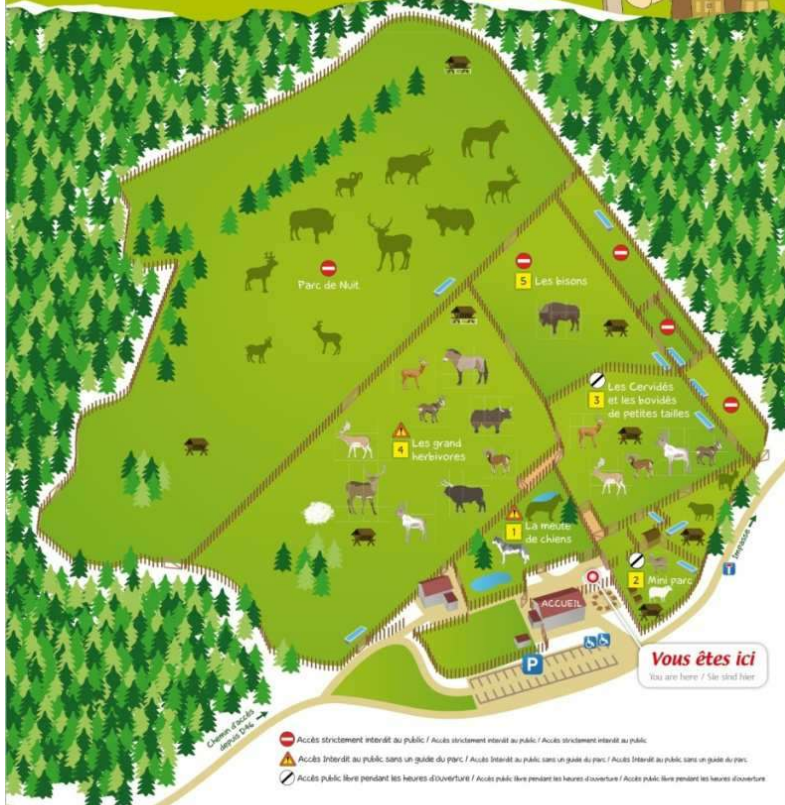 Parc de Nuit
5 Les bisons
3 Les Cervidés
et les bovidés
de petites tailles
4 Les grand
herbivores
1 La meute
de chiens
2 Mini parc
ACCUEIL
Impasse
P
Vous êtes ici
You are here / Sie sind hier
Chemin d'accès
depuis D46
Accès strictement interdit au public / Accès strictement interdit au public / Accès strictement interdit au public
Accès Interdit au public sans un guide du parc / Accès Interdit au public sans un guide du parc / Accès Interdit au public sans un guide du parc
Accès public libre pendant les heures d'ouverture / Accès public libre pendant les heures d'ouverture / Accès public libre pendant les heures d'ouverture